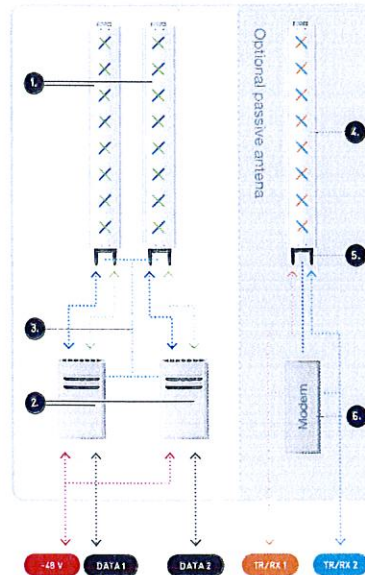 1.
Optional passive antena
4.
5.
3.
2.
Modem
6.
-48 V
DATA 1
DATA 2
TR/RX 1
TR/RX 2